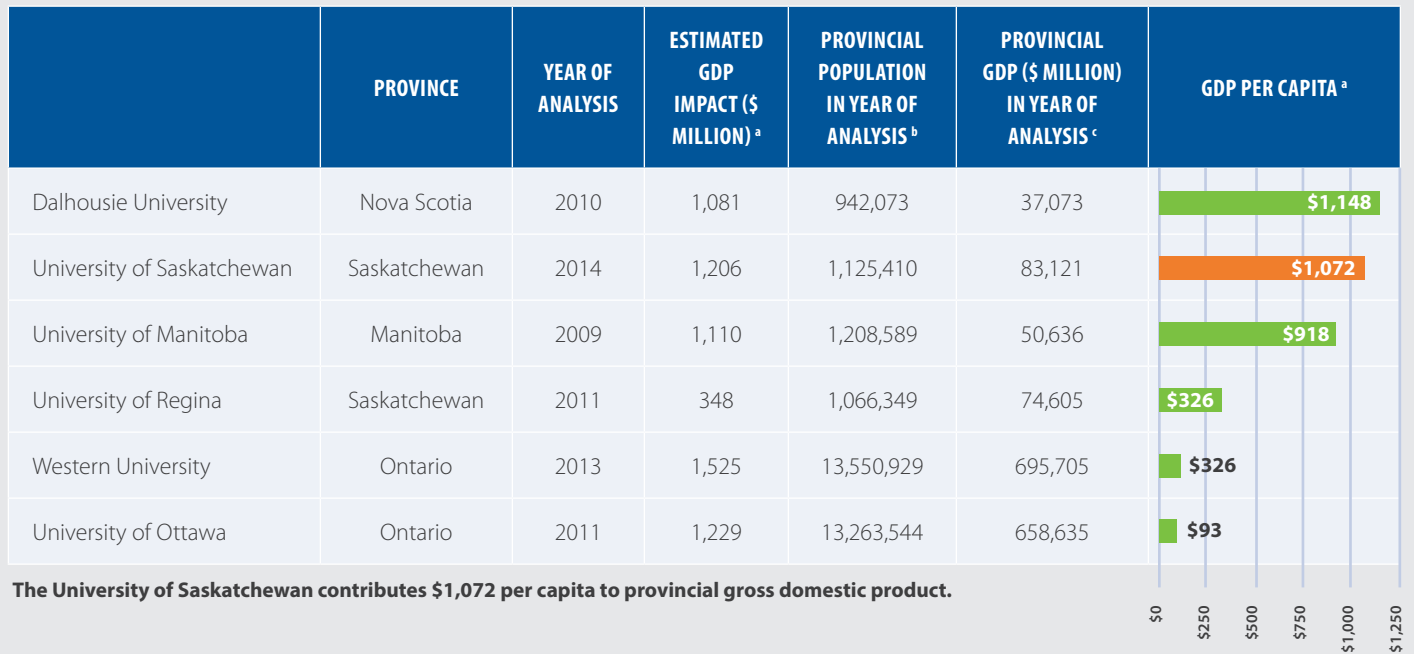 PROVINCE
YEAR OF
ANALYSIS
ESTIMATED
GDP
IMPACT ($
MILLION) a
PROVINCIAL
POPULATION
IN YEAR OF
ANALYSIS b
PROVINCIAL
GDP ($ MILLION)
IN YEAR OF
ANALYSIS c
GDP PER CAPITA a
Dalhousie University Nova Scotia 2010 1,081 942,073 37,073 $1,148
University of Saskatchewan Saskatchewan 2014 1,206 1,125,410 83,121 $1,072
University of Manitoba Manitoba 2009 1,110 1,208,589 50,636 $918
University of Regina Saskatchewan 2011 348 1,066,349 74,605 $326
Western University Ontario 2013 1,525 13,550,929 695,705 $326
University of Ottawa Ontario 2011 1,229 13,263,544 658,635 $93
The University of Saskatchewan contributes $1,072 per capita to provincial gross domestic product.
$0 $250 $500 $750 $1,000 $1,250